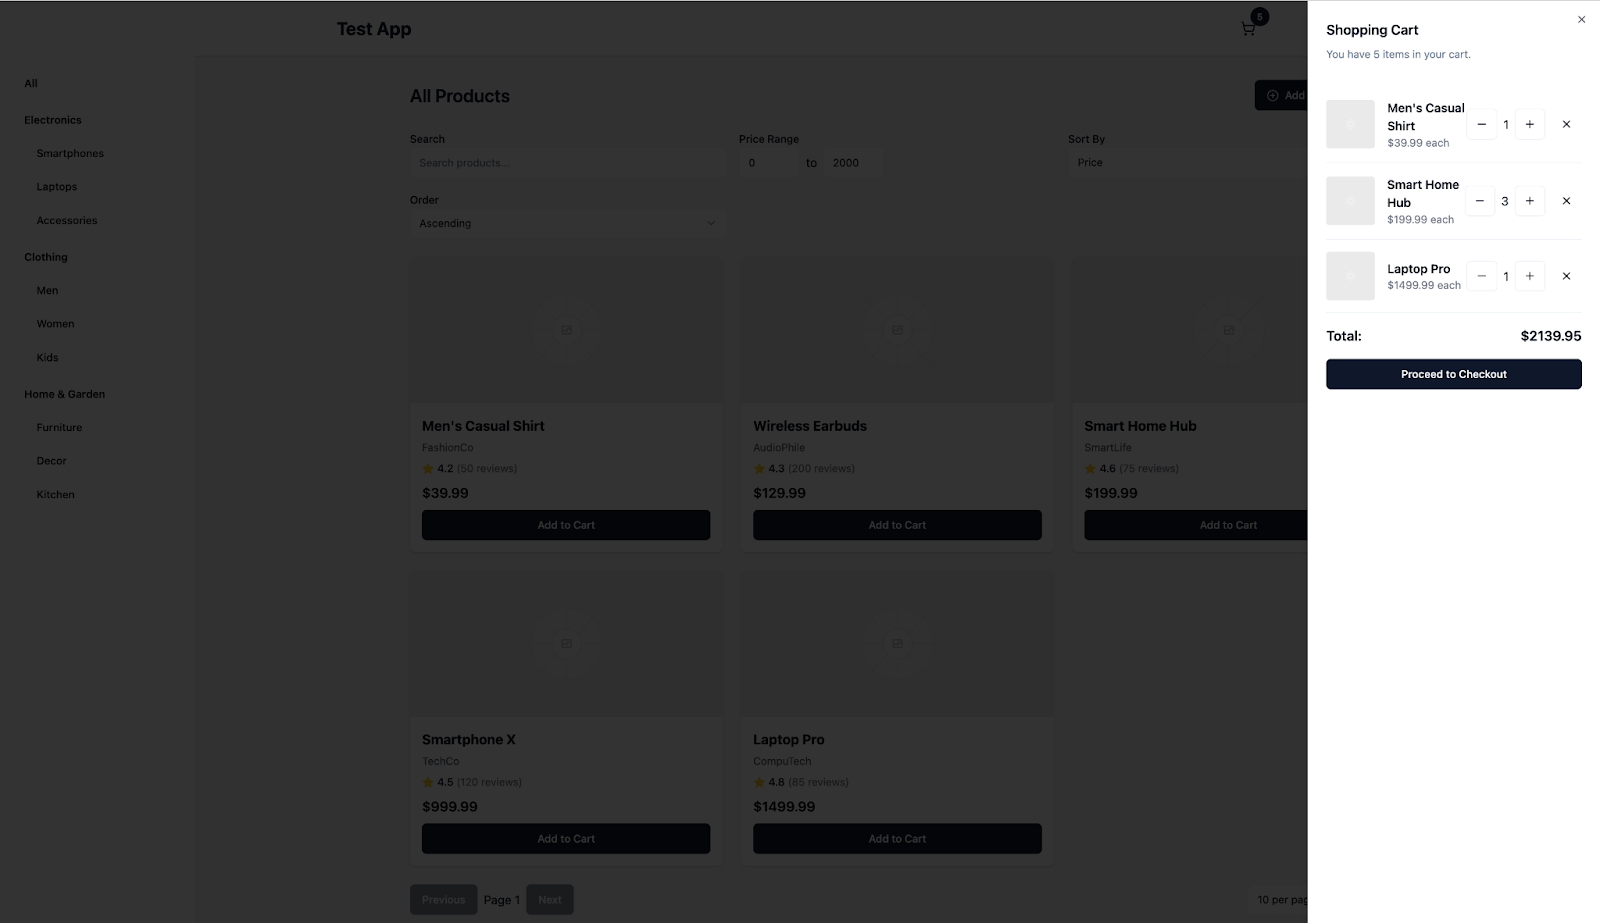 Test App
5
All
Electronics
Smartphones
Laptops
Accessories
Clothing
Men
Women
Kids
Home & Garden
Furniture
Decor
Kitchen
All Products
Add
Search
Search products...
Price Range
0 to 2000
Sort By
Price
Order
Ascending
Men's Casual Shirt
FashionCo
4.2 (50 reviews)
$39.99
Add to Cart
Wireless Earbuds
AudioPhile
4.3 (200 reviews)
$129.99
Add to Cart
Smart Home Hub
SmartLife
4.6 (75 reviews)
$199.99
Add to Cart
Smartphone X
TechCo
4.5 (120 reviews)
$999.99
Add to Cart
Laptop Pro
CompuTech
4.8 (85 reviews)
$1499.99
Add to Cart
Previous Page 1 Next
10 per pag
Shopping Cart
You have 5 items in your cart.
Men's Casual
Shirt
$39.99 each
1
Smart Home
Hub
$199.99 each
3
Laptop Pro
$1499.99 each
1
Total: $2139.95
Proceed to Checkout